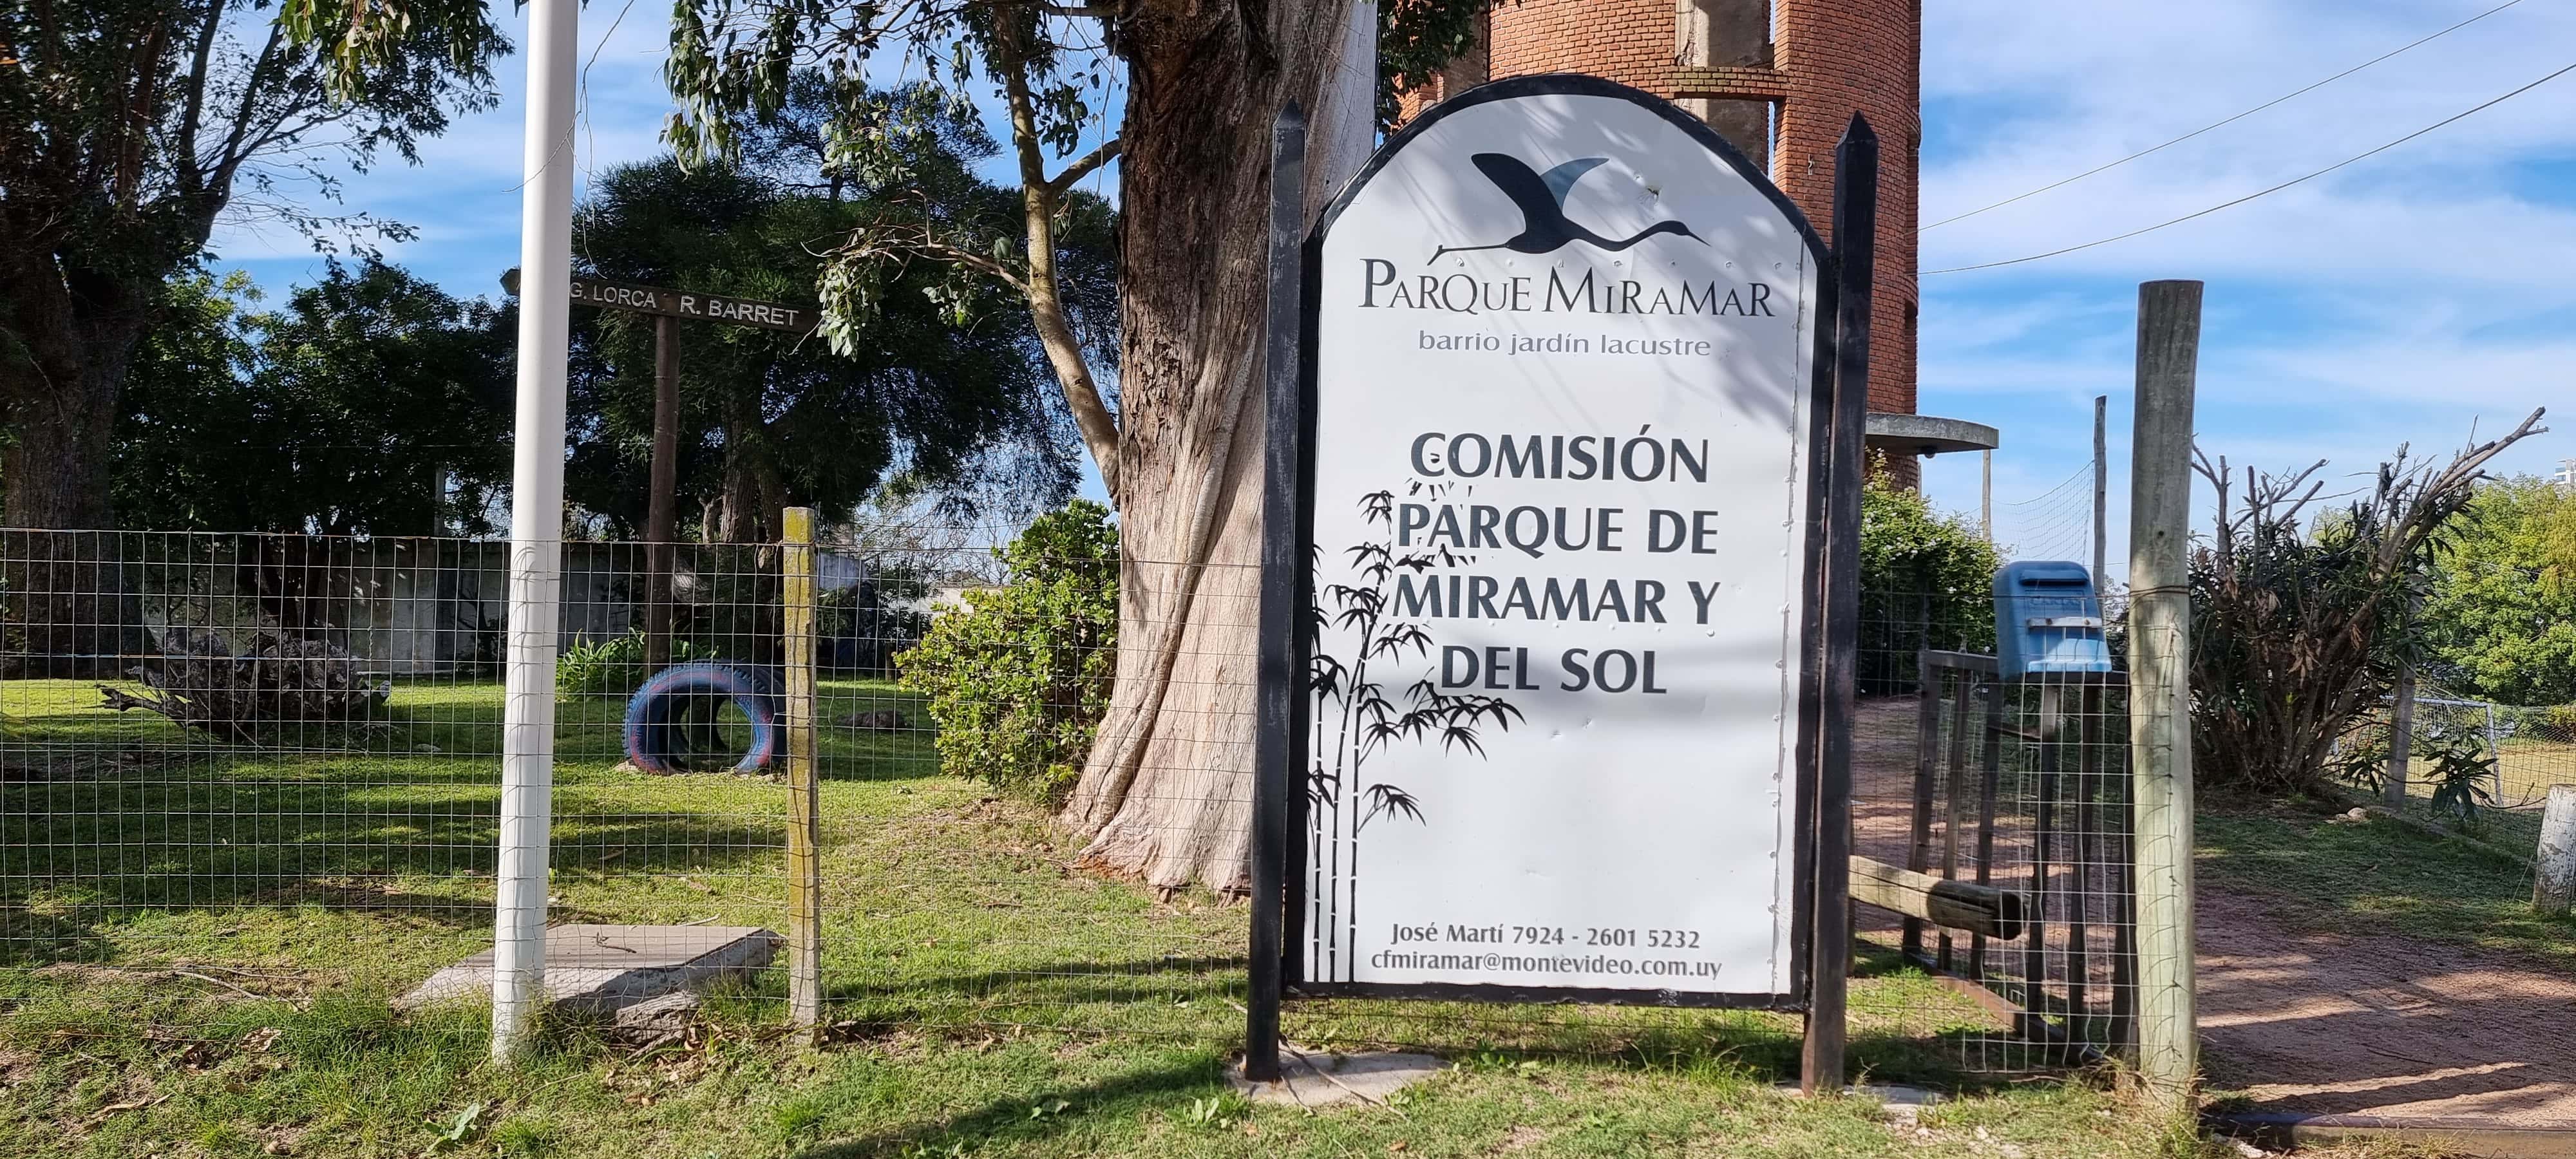 G. LORCA R. BARRET
PARQUE MIRAMAR
barrio jardín lacustre
COMISIÓN
PARQUE DE
MIRAMAR Y
DEL SOL
José Martí 7924 - 2601 5232
cfmiramar@montevideo.com.uy